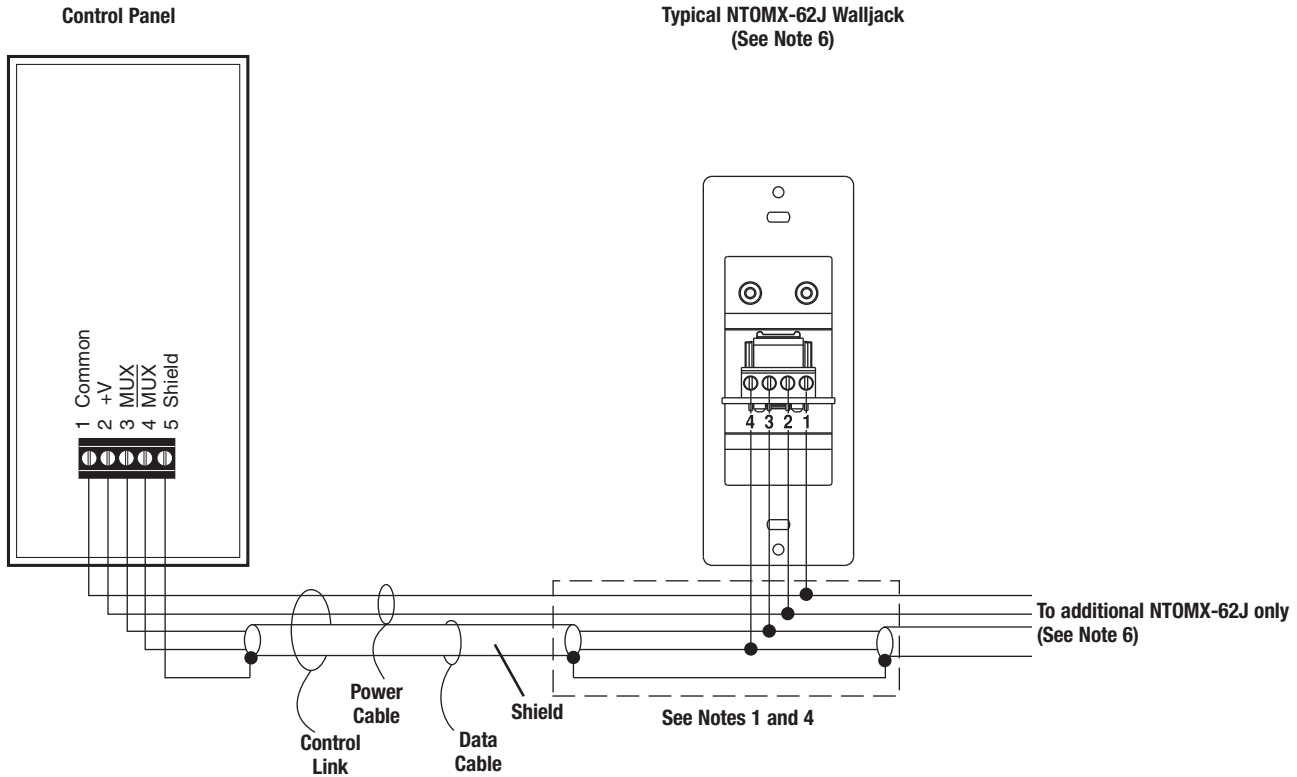 Control Panel
Typical NTOMX-62J Walljack
(See Note 6)
1 Common
2 +V
3 MUX
4 M̅U̅X̅
5 Shield
4 3 2 1
To additional NTOMX-62J only
(See Note 6)
Power
Cable
Shield
See Notes 1 and 4
Control
Link
Data
Cable